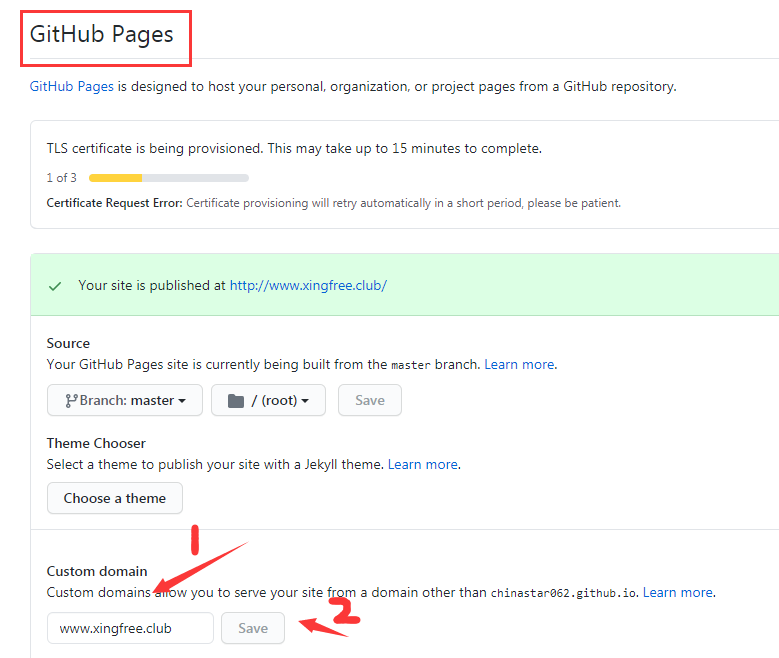 GitHub Pages
GitHub Pages is designed to host your personal, organization, or project pages from a GitHub repository.
TLS certificate is being provisioned. This may take up to 15 minutes to complete.
1 of 3
Certificate Request Error: Certificate provisioning will retry automatically in a short period, please be patient.
Your site is published at http://www.xingfree.club/
Source
Your GitHub Pages site is currently being built from the master branch. Learn more.
Branch: master / (root) Save
Theme Chooser
Select a theme to publish your site with a Jekyll theme. Learn more.
Choose a theme
1
Custom domain
Custom domains allow you to serve your site from a domain other than chinastar062.github.io. Learn more.
2
www.xingfree.club Save